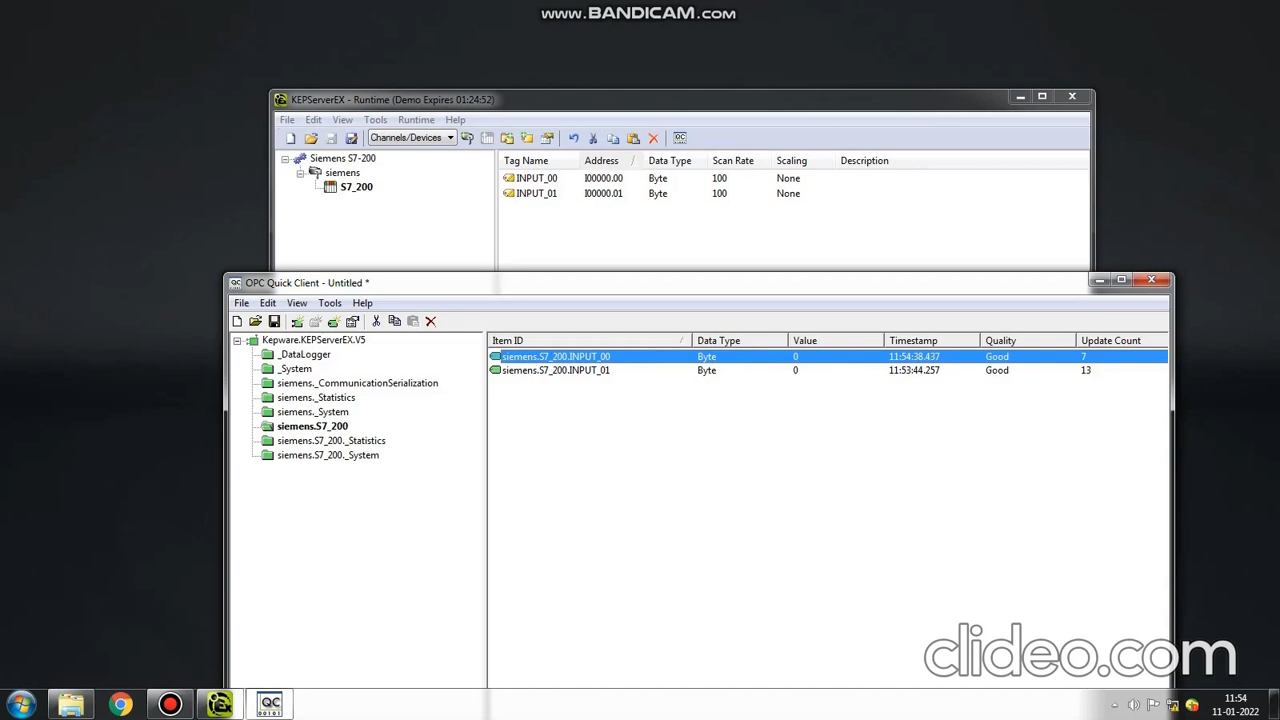 www.BANDICAM.com
KEPServerEX - Runtime (Demo Expires 01:24:52)
File Edit View Tools Runtime Help
Channels/Devices
QC
Siemens S7-200
siemens
S7_200
Tag Name Address Data Type Scan Rate Scaling Description
INPUT_00 I00000.00 Byte 100 None
INPUT_01 I00000.01 Byte 100 None
QC OPC Quick Client - Untitled *
File Edit View Tools Help
Kepware.KEPServerEX.V5
_DataLogger
_System
siemens._CommunicationSerialization
siemens._Statistics
siemens._System
siemens.S7_200
siemens.S7_200._Statistics
siemens.S7_200._System
Item ID Data Type Value Timestamp Quality Update Count
siemens.S7_200.INPUT_00 Byte 0 11:54:38.437 Good 7
siemens.S7_200.INPUT_01 Byte 0 11:53:44.257 Good 13
clideo.com
QC
11:54
11-01-2022